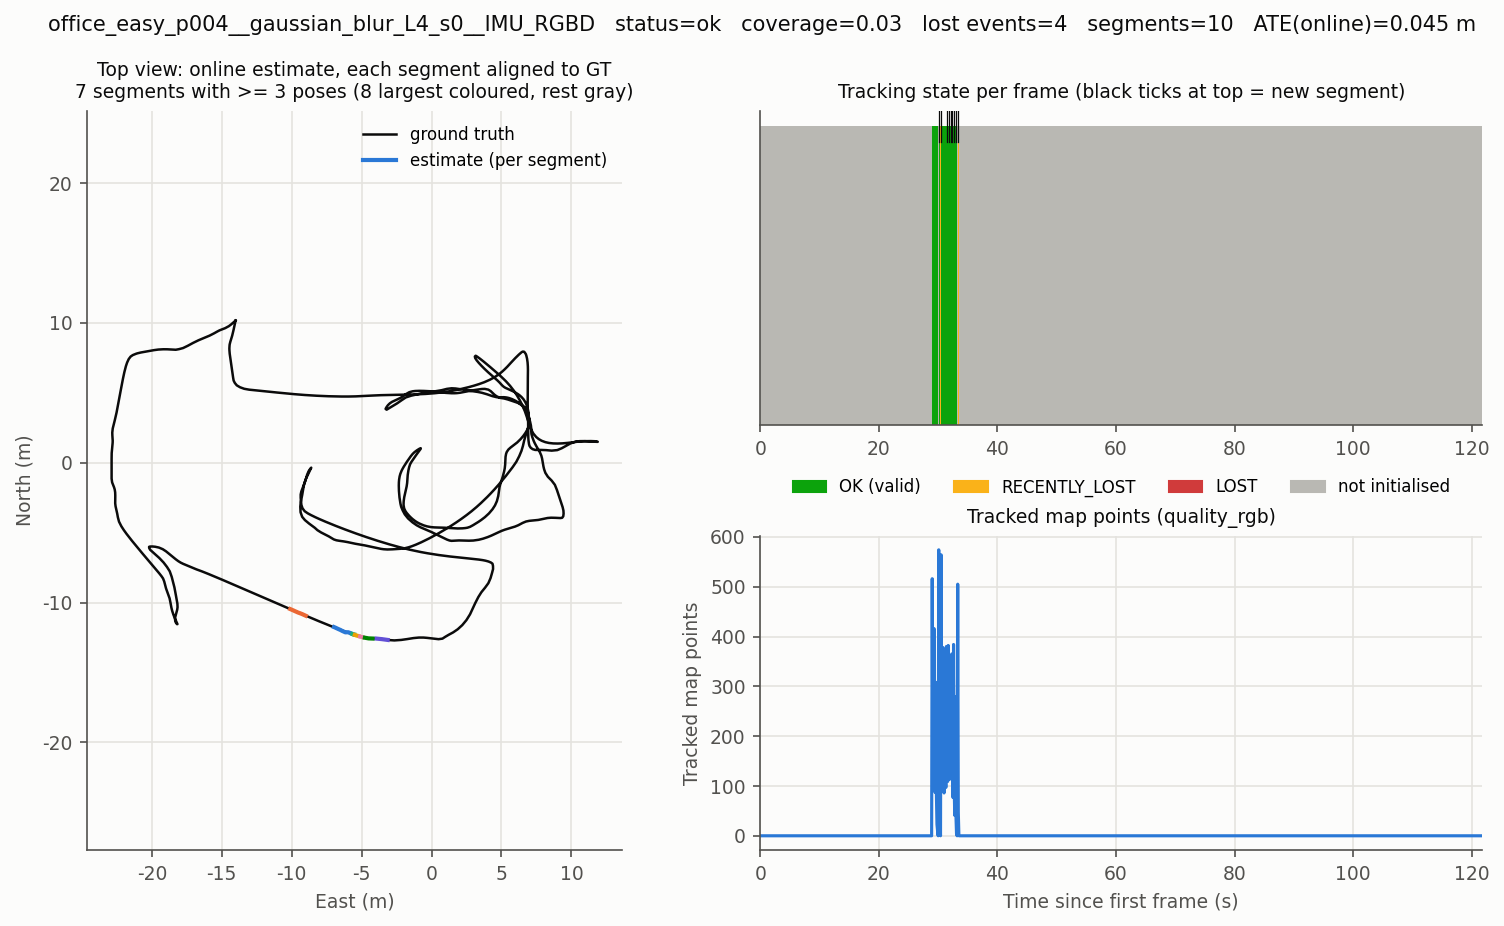 office_easy_p004__gaussian_blur_L4_s0__IMU_RGBD   status=ok   coverage=0.03   lost events=4   segments=10   ATE(online)=0.045 m
Top view: online estimate, each segment aligned to GT
7 segments with >= 3 poses (8 largest coloured, rest gray)
ground truth
estimate (per segment)
20
10
0
-10
-20
North (m)
-20
-15
-10
-5
0
5
10
East (m)
Tracking state per frame (black ticks at top = new segment)
0
20
40
60
80
100
120
OK (valid)
RECENTLY_LOST
LOST
not initialised
Tracked map points (quality_rgb)
600
500
400
300
200
100
0
Tracked map points
0
20
40
60
80
100
120
Time since first frame (s)